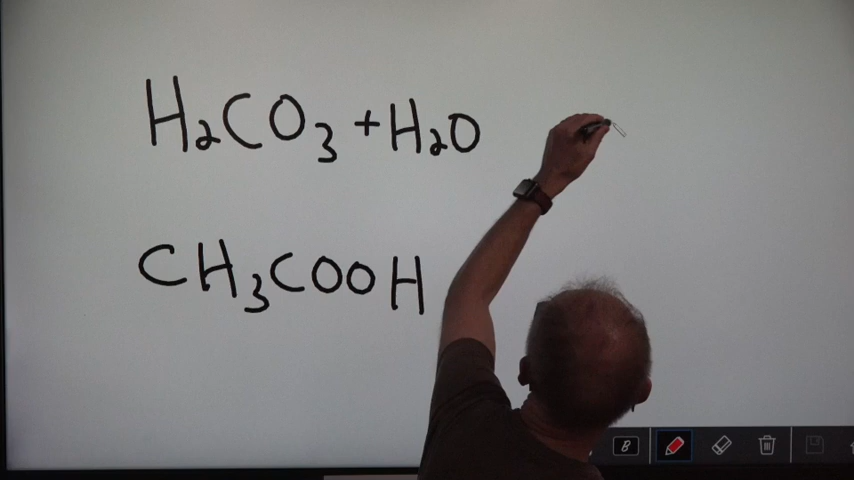 H₂CO₃ + H₂O
CH₃COOH
B